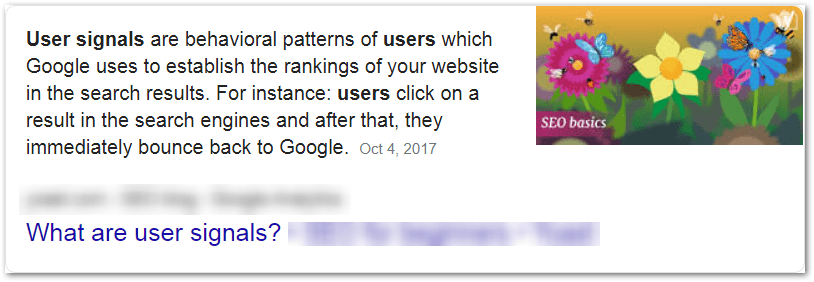 User signals are behavioral patterns of users which
Google uses to establish the rankings of your website
in the search results. For instance: users click on a
result in the search engines and after that, they
immediately bounce back to Google. Oct 4, 2017
SEO basics
What are user signals?